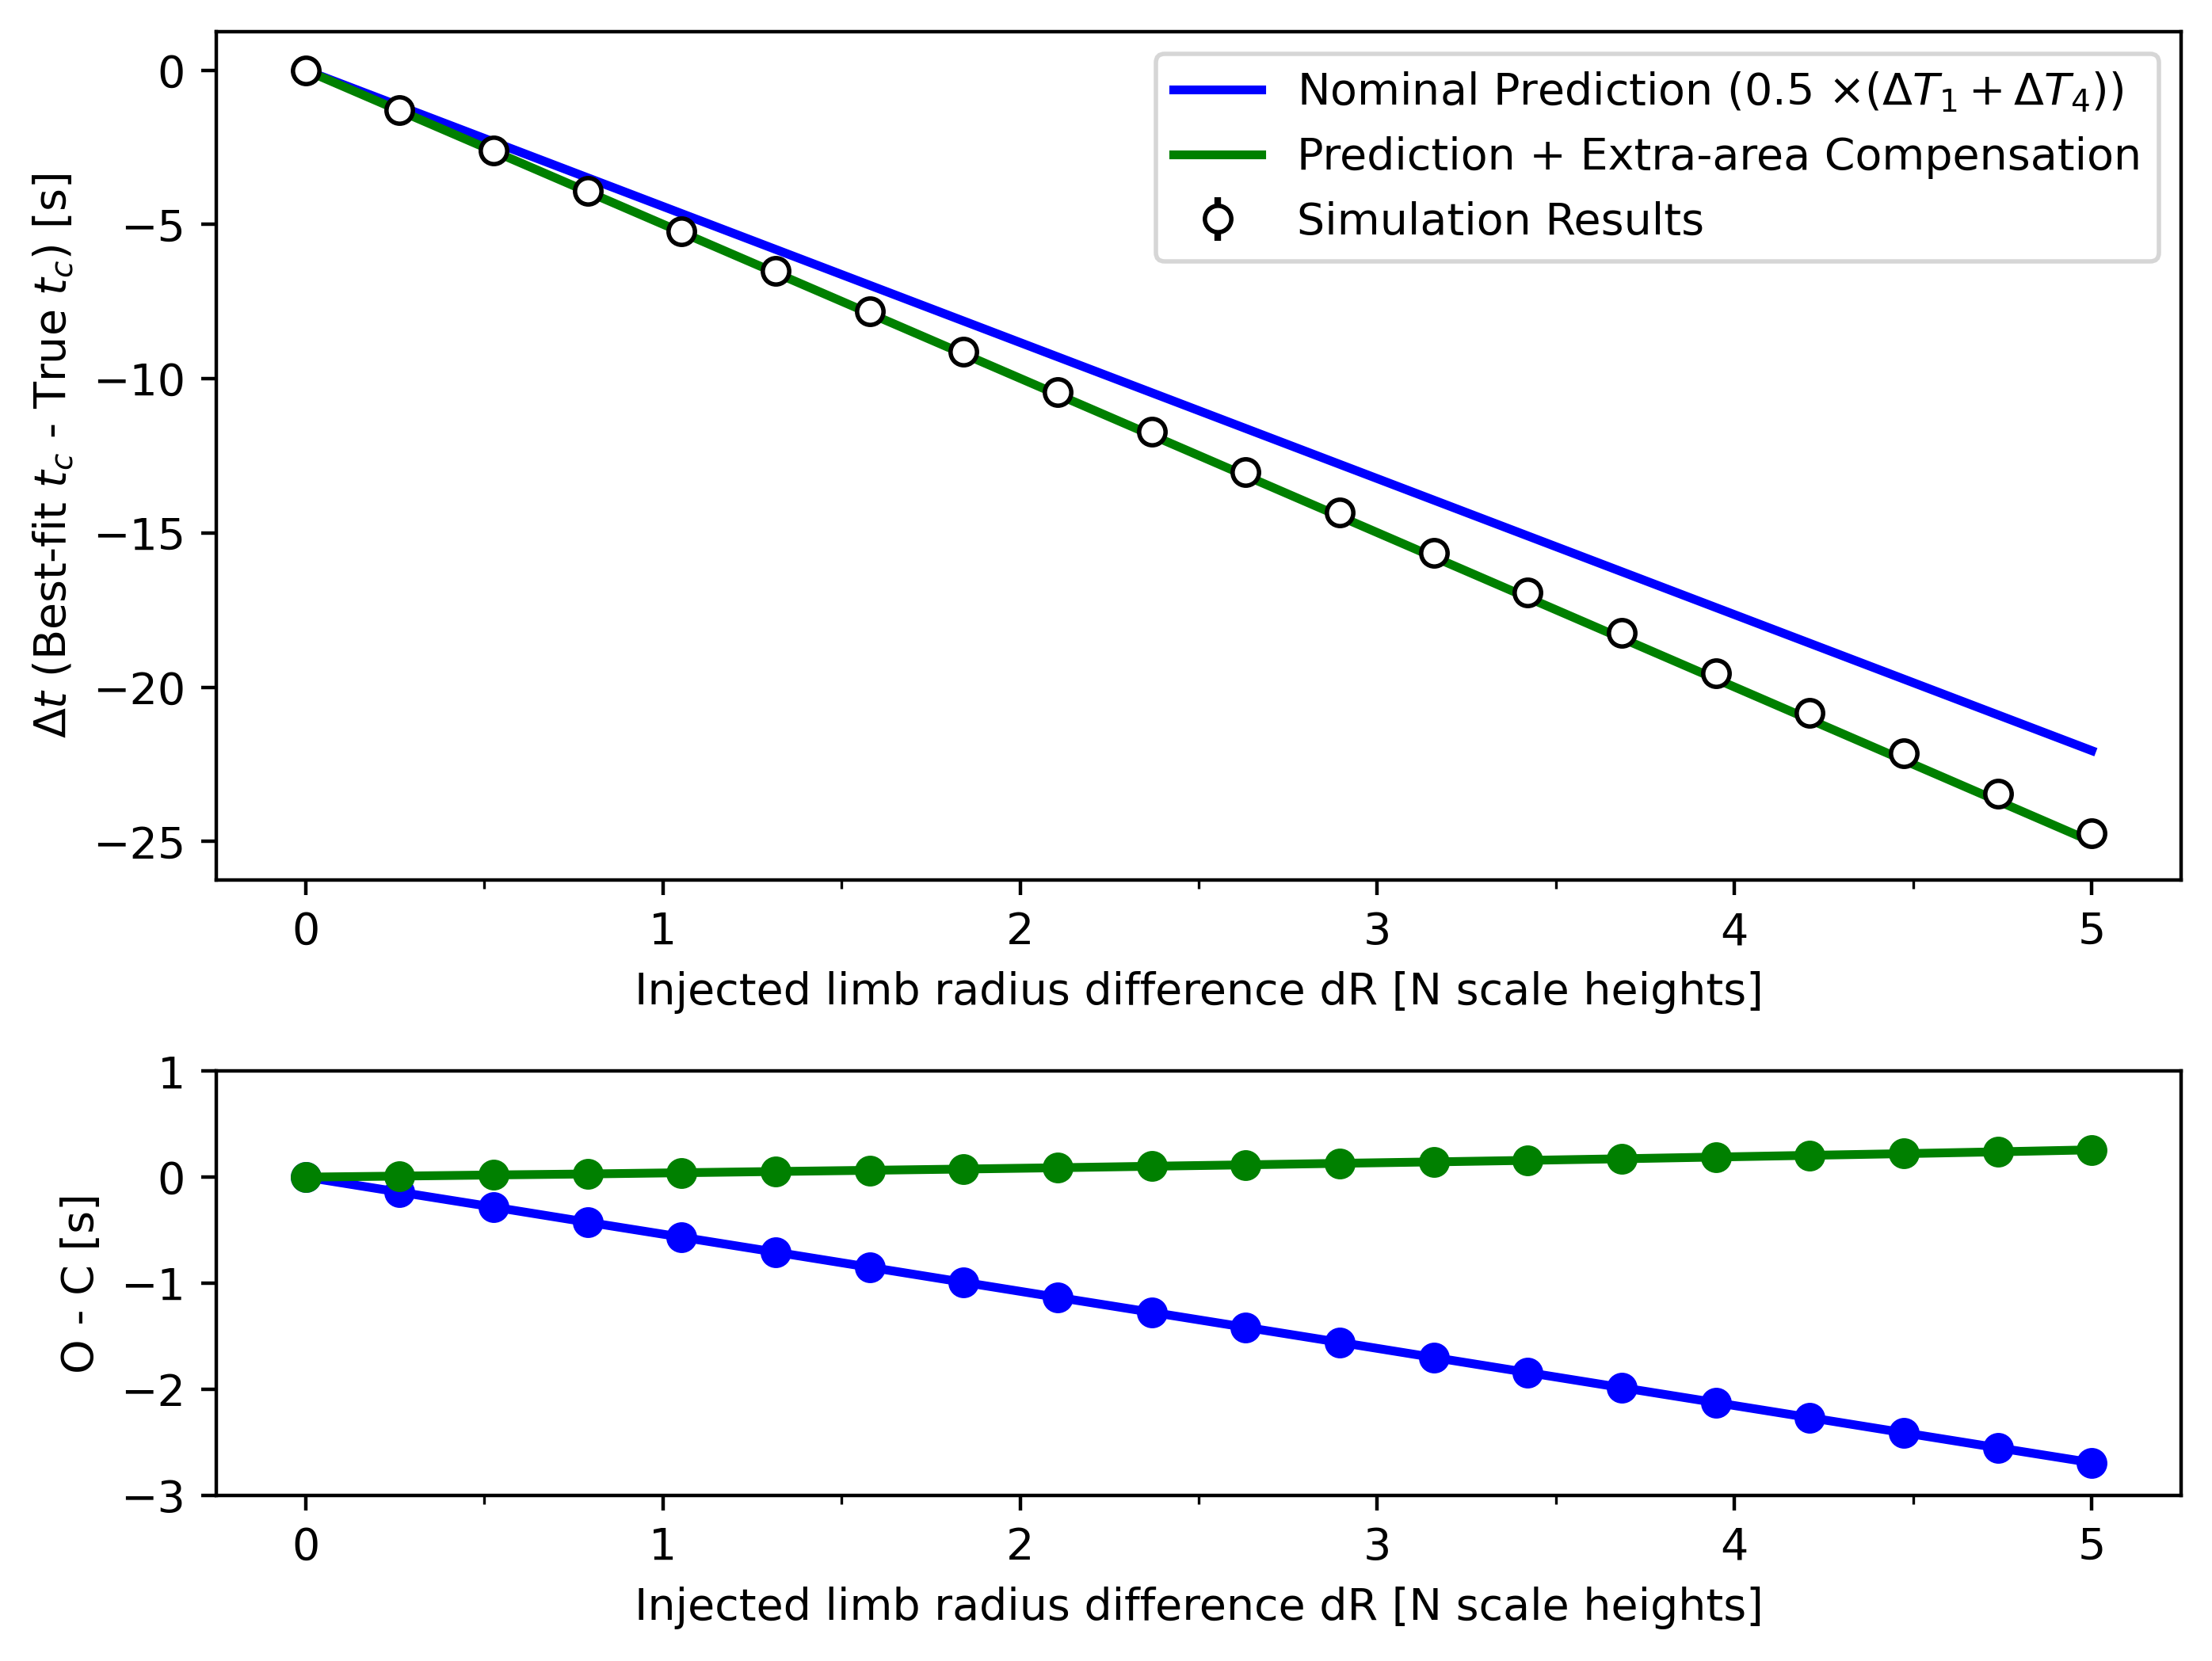 0
−5
−10
−15
−20
−25
Δt (Best-fit t_c - True t_c) [s]
Nominal Prediction (0.5 ×(ΔT_1 + ΔT_4))
Prediction + Extra-area Compensation
Simulation Results
0 1 2 3 4 5
Injected limb radius difference dR [N scale heights]
1
0
−1
−2
−3
O - C [s]
0 1 2 3 4 5
Injected limb radius difference dR [N scale heights]